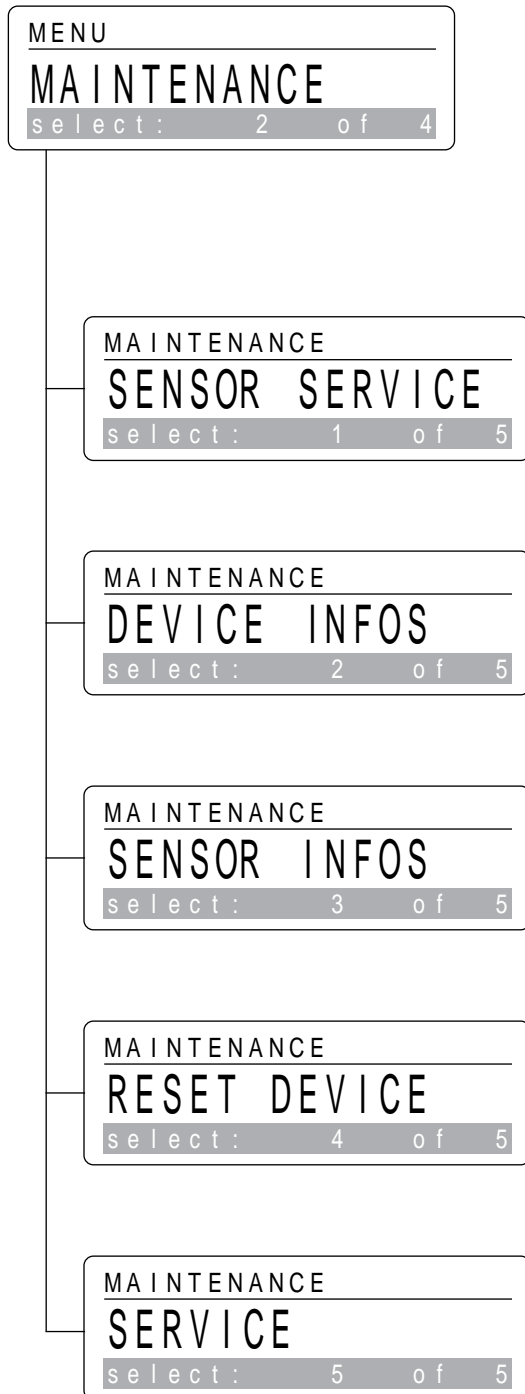 MENU
MAINTENANCE
select: 2 of 4
MAINTENANCE
SENSOR SERVICE
select: 1 of 5
MAINTENANCE
DEVICE INFOS
select: 2 of 5
MAINTENANCE
SENSOR INFOS
select: 3 of 5
MAINTENANCE
RESET DEVICE
select: 4 of 5
MAINTENANCE
SERVICE
select: 5 of 5